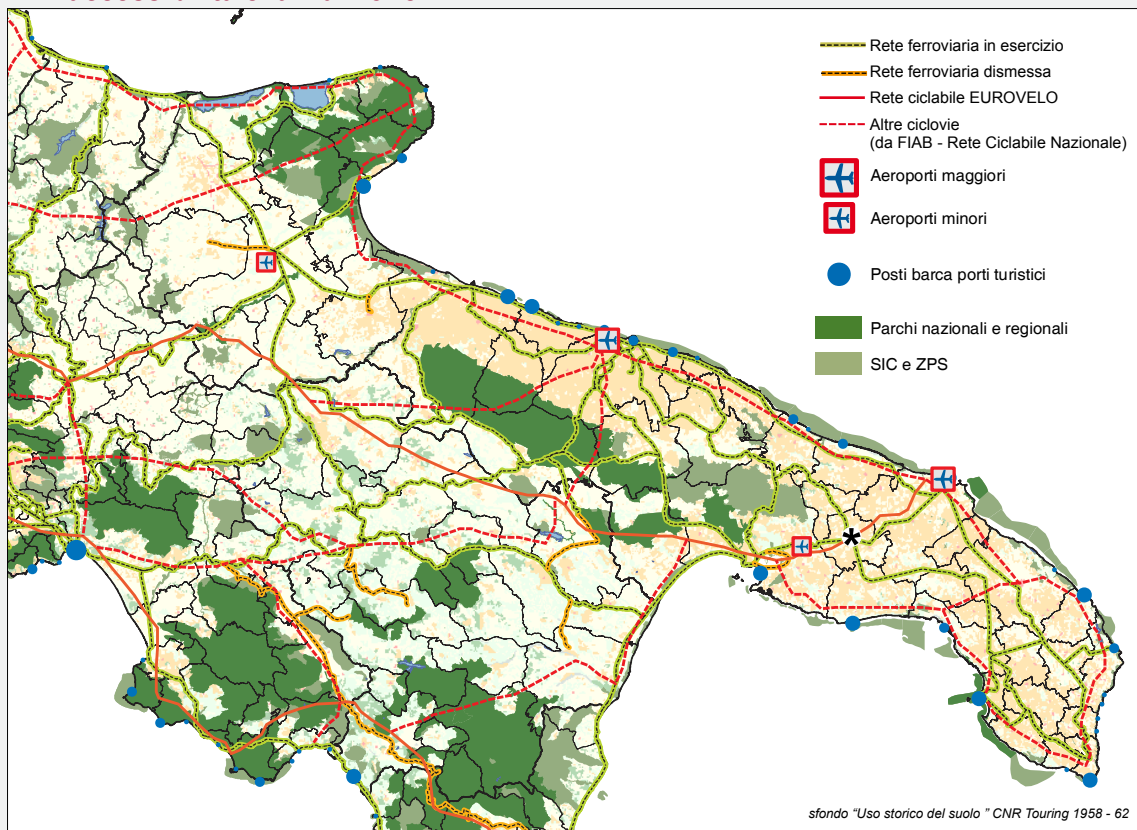 Rete ferroviaria in esercizio
Rete ferroviaria dismessa
Rete ciclabile EUROVELO
Altre ciclovie
(da FIAB - Rete Ciclabile Nazionale)
Aeroporti maggiori
Aeroporti minori
Posti barca porti turistici
Parchi nazionali e regionali
SIC e ZPS
*
sfondo “Uso storico del suolo ” CNR Touring 1958 - 62